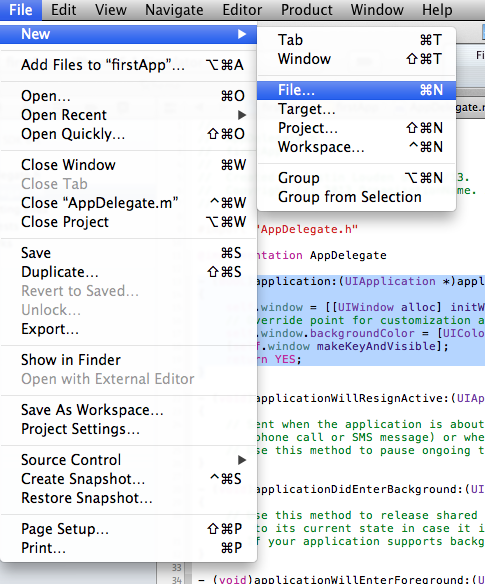 File Edit View Navigate Editor Product Window Help
New
Add Files to “firstApp”… ⌥⌘A
Open… ⌘O
Open Recent
Open Quickly… ⇧⌘O
Close Window ⌘W
Close Tab
Close “AppDelegate.m” ^⌘W
Close Project ⌥⌘W
Save ⌘S
Duplicate… ⇧⌘S
Revert to Saved…
Unlock…
Export…
Show in Finder
Open with External Editor
Save As Workspace…
Project Settings…
Source Control
Create Snapshot… ^⌘S
Restore Snapshot…
Page Setup… ⇧⌘P
Print… ⌘P
Tab ⌘T
Window ⇧⌘T
File… ⌘N
Target…
Project… ⇧⌘N
Workspace… ^⌘N
Group ⌥⌘N
Group from Selection
Fi
gate.m
3.
me.
"AppDelegate.h"
entation AppDelegate
application:(UIApplication *)appl
.window = [[UIWindow alloc] initW
verride point for customization a
.window.backgroundColor = [UIColo
f.window makeKeyAndVisible];
rn YES;
applicationWillResignActive:(UIAp
ent when the application is about
phone call or SMS message) or whe
se this method to pause ongoing t
applicationDidEnterBackground:(UI
se this method to release shared
to its current state in case it i
f your application supports backg
33
34 - (void)applicationWillEnterForeground:(U